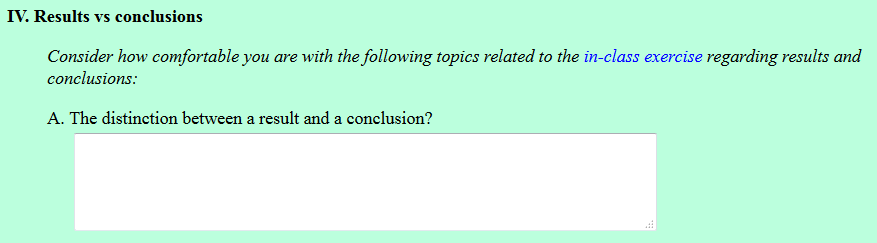 IV. Results vs conclusions
Consider how comfortable you are with the following topics related to the in-class exercise regarding results and
conclusions:
A. The distinction between a result and a conclusion?